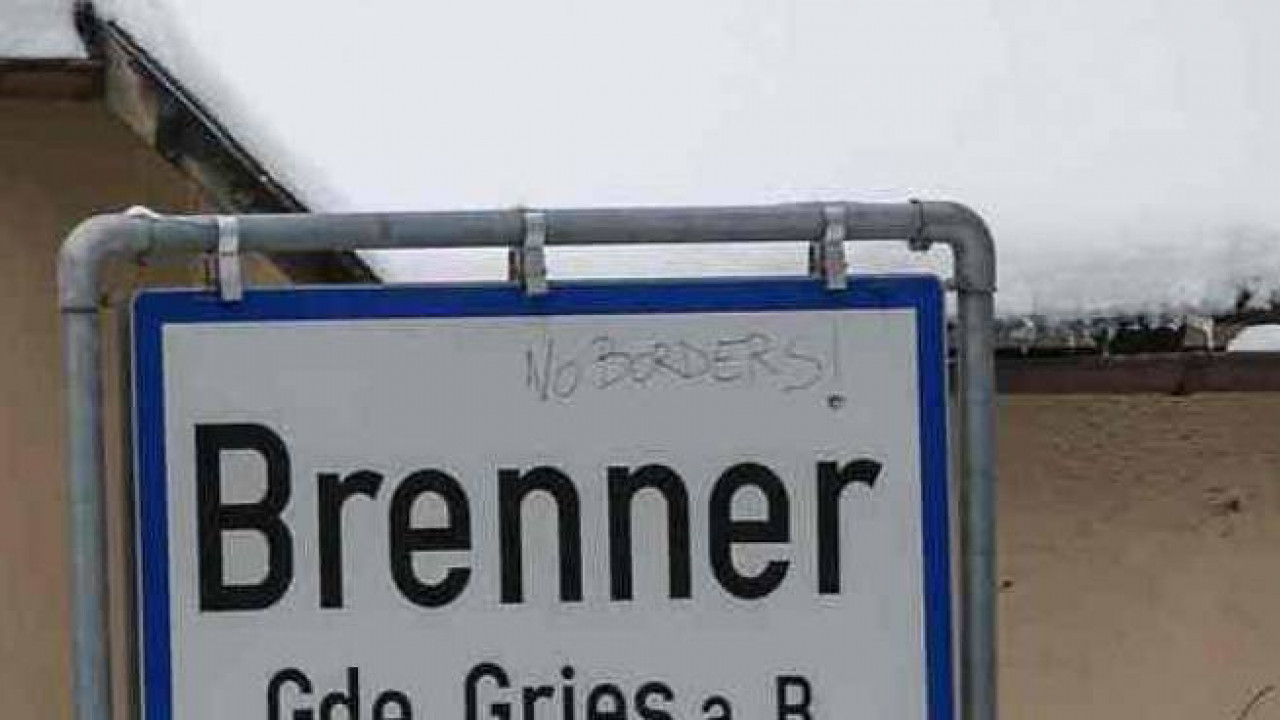 No BORDERS!
Brenner
Gde. Gries a. B.